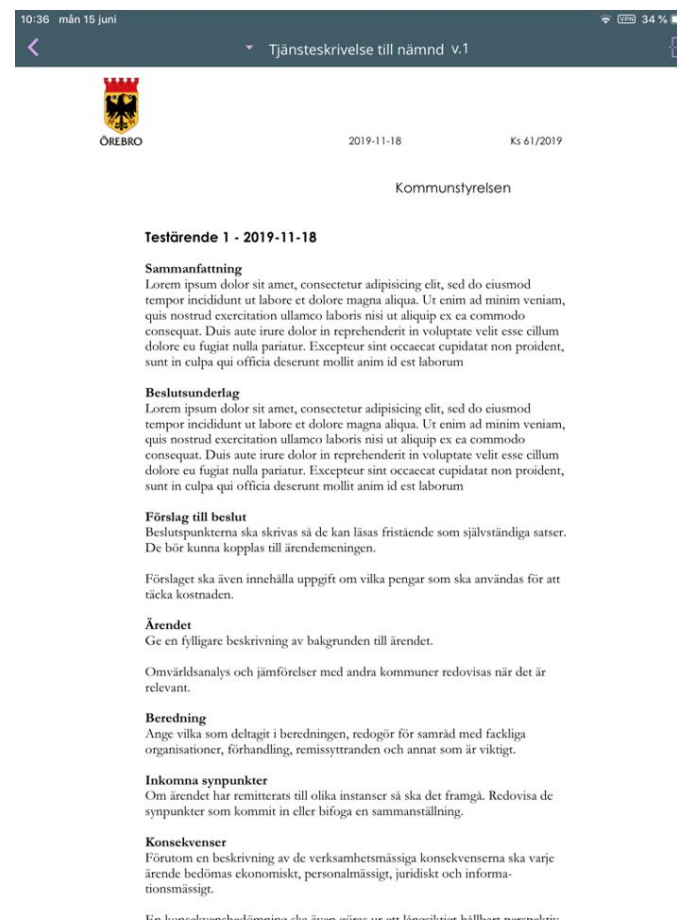 10:36 mån 15 juni
VPN 34 %
Tjänsteskrivelse till nämnd v.1
ÖREBRO
2019-11-18 Ks 61/2019
Kommunstyrelsen
Testärende 1 - 2019-11-18
Sammanfattning
Lorem ipsum dolor sit amet, consectetur adipisicing elit, sed do eiusmod
tempor incididunt ut labore et dolore magna aliqua. Ut enim ad minim veniam,
quis nostrud exercitation ullamco laboris nisi ut aliquip ex ea commodo
consequat. Duis aute irure dolor in reprehenderit in voluptate velit esse cillum
dolore eu fugiat nulla pariatur. Excepteur sint occaecat cupidatat non proident,
sunt in culpa qui officia deserunt mollit anim id est laborum
Beslutsunderlag
Lorem ipsum dolor sit amet, consectetur adipisicing elit, sed do eiusmod
tempor incididunt ut labore et dolore magna aliqua. Ut enim ad minim veniam,
quis nostrud exercitation ullamco laboris nisi ut aliquip ex ea commodo
consequat. Duis aute irure dolor in reprehenderit in voluptate velit esse cillum
dolore eu fugiat nulla pariatur. Excepteur sint occaecat cupidatat non proident,
sunt in culpa qui officia deserunt mollit anim id est laborum
Förslag till beslut
Beslutspunkterna ska skrivas så de kan läsas fristående som självständiga satser.
De bör kunna kopplas till ärendemeningen.
Förslaget ska även innehålla uppgift om vilka pengar som ska användas för att
täcka kostnaden.
Ärendet
Ge en fylligare beskrivning av bakgrunden till ärendet.
Omvärldsanalys och jämförelser med andra kommuner redovisas när det är
relevant.
Beredning
Ange vilka som deltagit i beredningen, redogör för samråd med fackliga
organisationer, förhandling, remissyttranden och annat som är viktigt.
Inkomna synpunkter
Om ärendet har remitterats till olika instanser så ska det framgå. Redovisa de
synpunkter som kommit in eller bifoga en sammanställning.
Konsekvenser
Förutom en beskrivning av de verksamhetsmässiga konsekvenserna ska varje
ärende bedömas ekonomiskt, personalmässigt, juridiskt och informa-
tionsmässigt.
En konsekvensbedömning ska även göras ur ett långsiktigt hållbart perspektiv